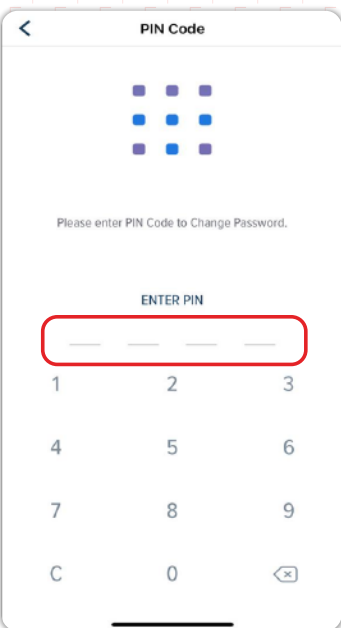 PIN Code
Please enter PIN Code to Change Password.
ENTER PIN
1 2 3
4 5 6
7 8 9
C 0